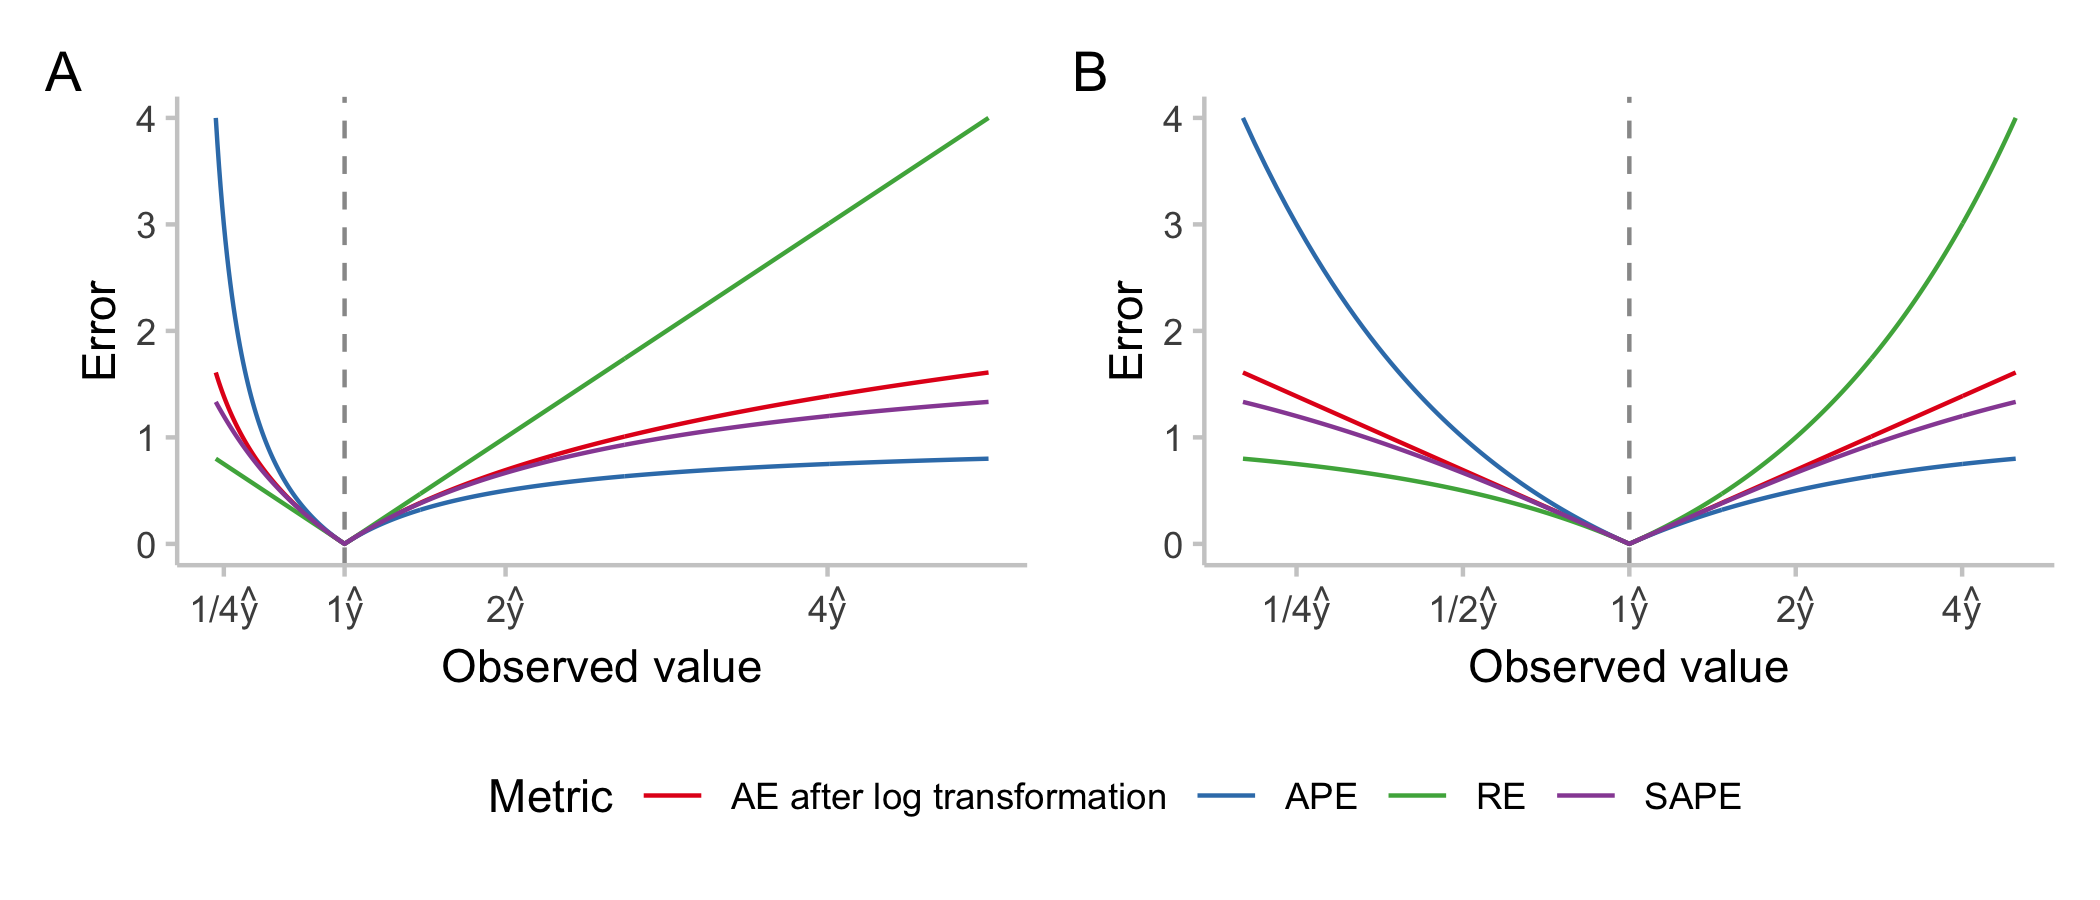 A
B
Error
4
3
2
1
0
1/4ŷ 1ŷ 2ŷ 4ŷ
Observed value
Error
4
3
2
1
0
1/4ŷ 1/2ŷ 1ŷ 2ŷ 4ŷ
Observed value
Metric AE after log transformation APE RE SAPE